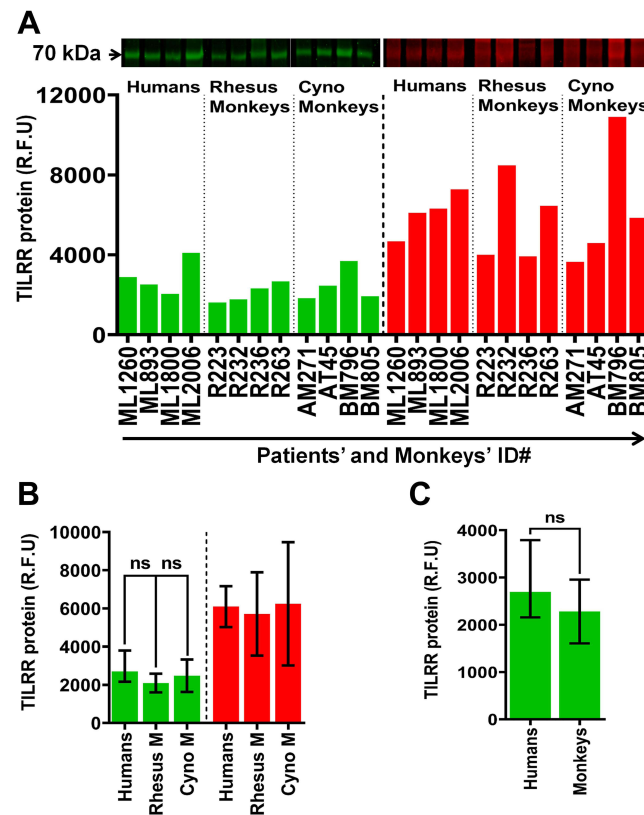 A
70 kDa
Humans
Rhesus
Monkeys
Cyno
Monkeys
Humans
Rhesus
Monkeys
Cyno
Monkeys
TILRR protein (R.F.U)
12000
8000
4000
0
ML1260
ML893
ML1800
ML2006
R223
R232
R236
R263
AM271
AT45
BM796
BM805
ML1260
ML893
ML1800
ML2006
R223
R232
R236
R263
AM271
AT45
BM796
BM805
Patients' and Monkeys' ID#
B
TILRR protein (R.F.U)
10000
8000
6000
4000
2000
0
ns ns
Humans
Rhesus M
Cyno M
Humans
Rhesus M
Cyno M
C
TILRR protein (R.F.U)
4000
3000
2000
1000
0
ns
Humans
Monkeys